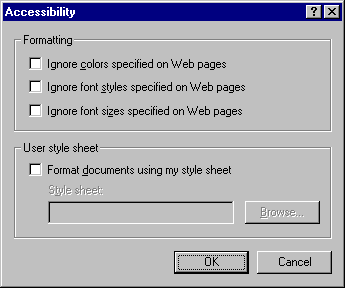 Accessibility
Formatting
Ignore colors specified on Web pages
Ignore font styles specified on Web pages
Ignore font sizes specified on Web pages
User style sheet
Format documents using my style sheet
Style sheet:
Browse...
OK Cancel